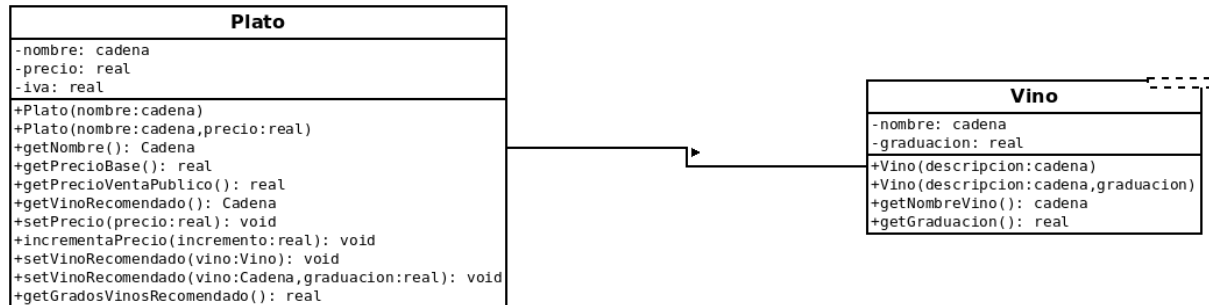 Plato
-nombre: cadena
-precio: real
-iva: real
+Plato(nombre:cadena)
+Plato(nombre:cadena,precio:real)
+getNombre(): Cadena
+getPrecioBase(): real
+getPrecioVentaPublico(): real
+getVinoRecomendado(): Cadena
+setPrecio(precio:real): void
+incrementaPrecio(incremento:real): void
+setVinoRecomendado(vino:Vino): void
+setVinoRecomendado(vino:Cadena,graduacion:real): void
+getGradosVinosRecomendado(): real
Vino
-nombre: cadena
-graduacion: real
+Vino(descripcion:cadena)
+Vino(descripcion:cadena,graduacion)
+getNombreVino(): cadena
+getGraduacion(): real